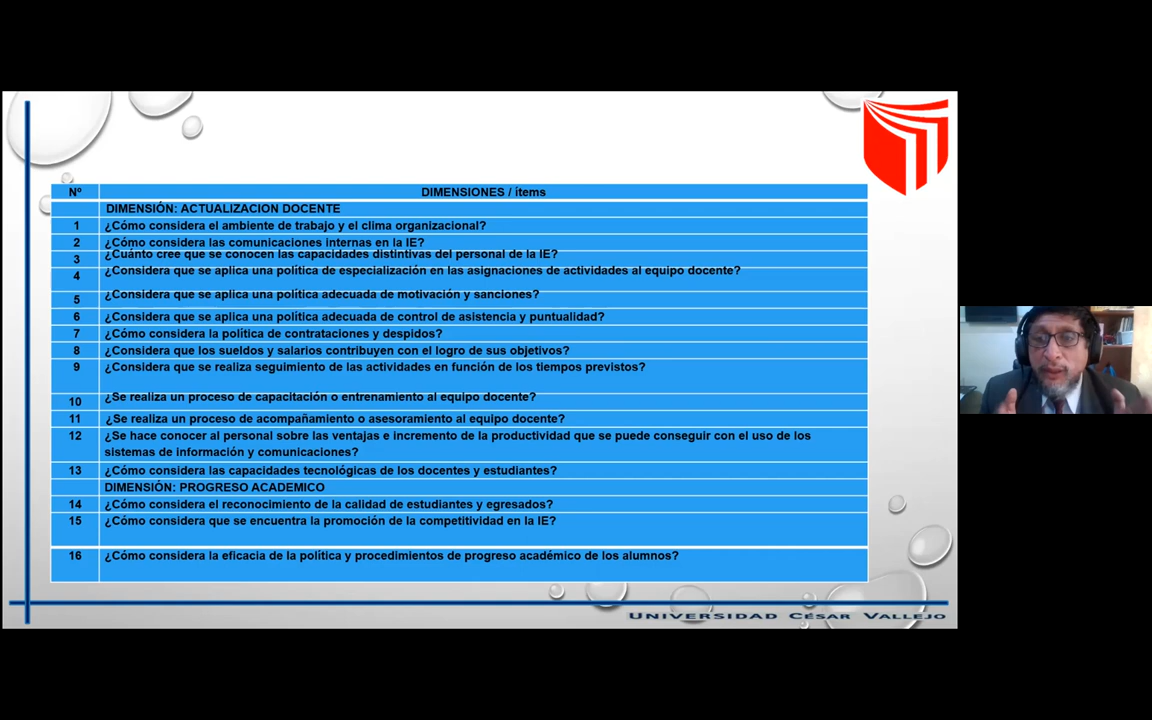 Nº DIMENSIONES / ítems
DIMENSIÓN: ACTUALIZACION DOCENTE
1 ¿Cómo considera el ambiente de trabajo y el clima organizacional?
2 ¿Cómo considera las comunicaciones internas en la IE?
3 ¿Cuánto cree que se conocen las capacidades distintivas del personal de la IE?
4 ¿Considera que se aplica una política de especialización en las asignaciones de actividades al equipo docente?
5 ¿Considera que se aplica una política adecuada de motivación y sanciones?
6 ¿Considera que se aplica una política adecuada de control de asistencia y puntualidad?
7 ¿Cómo considera la política de contrataciones y despidos?
8 ¿Considera que los sueldos y salarios contribuyen con el logro de sus objetivos?
9 ¿Considera que se realiza seguimiento de las actividades en función de los tiempos previstos?
10 ¿Se realiza un proceso de capacitación o entrenamiento al equipo docente?
11 ¿Se realiza un proceso de acompañamiento o asesoramiento al equipo docente?
12 ¿Se hace conocer al personal sobre las ventajas e incremento de la productividad que se puede conseguir con el uso de los
sistemas de información y comunicaciones?
13 ¿Cómo considera las capacidades tecnológicas de los docentes y estudiantes?
DIMENSIÓN: PROGRESO ACADEMICO
14 ¿Cómo considera el reconocimiento de la calidad de estudiantes y egresados?
15 ¿Cómo considera que se encuentra la promoción de la competitividad en la IE?
16 ¿Cómo considera la eficacia de la política y procedimientos de progreso académico de los alumnos?
UNIVERSIDAD CÉSAR VALLEJO